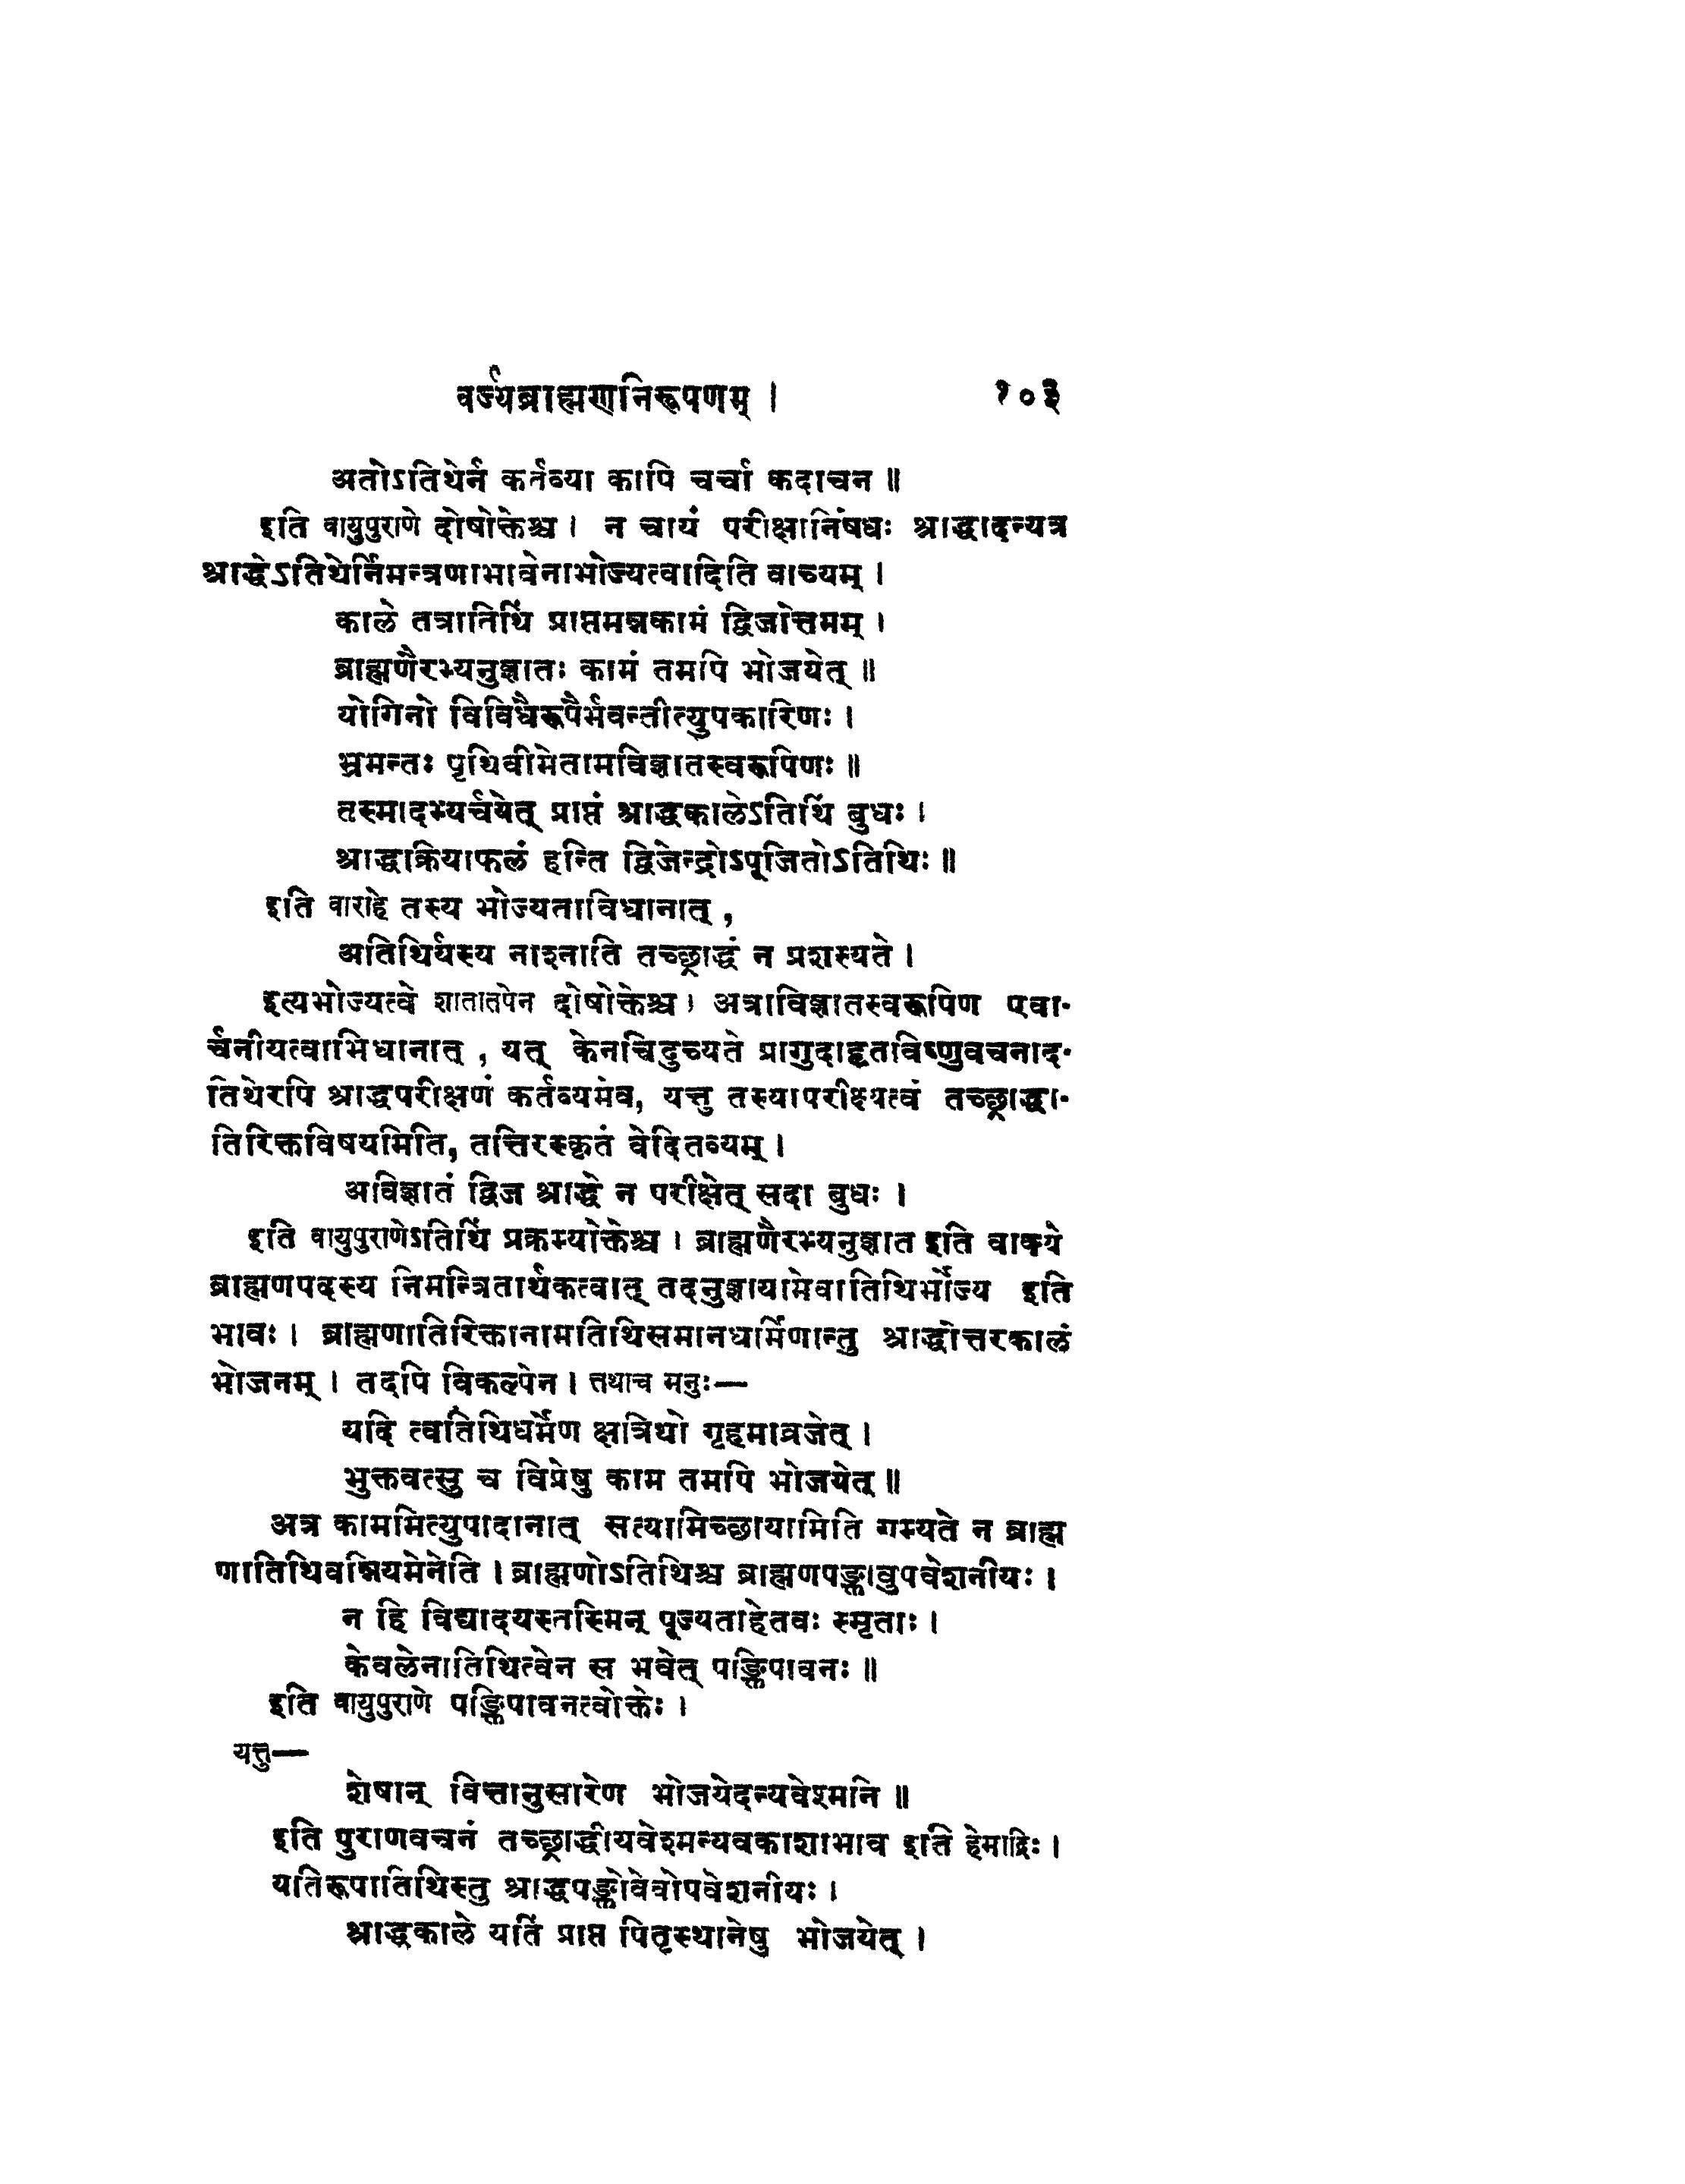 वर्ज्यब्राह्मणनिरूपणम् । १०३
अतोऽतिथेर्न कर्तव्या कापि चर्चा कदाचन ॥
इति वायुपुराणे दोषोक्तेश्च । न चायं परीक्षानिषधः श्राद्धादन्यत्र
श्राद्धेऽतिथेर्निमन्त्रणाभावेनाभोज्यत्वादिति वाच्यम् ।
काले तत्रातिथिं प्राप्तमन्नकामं द्विजोत्तमम् ।
ब्राह्मणैरभ्यनुज्ञातः कामं तमपि भोजयेत् ॥
योगिनो विविधैरूपैर्भवन्तीत्युपकारिणः ।
भ्रमन्तः पृथिवीमेतामविज्ञातस्वरूपिणः ॥
तस्मादभ्यर्चयेत् प्राप्तं श्राद्धकालेऽतिथिं बुधः ।
श्राद्धाक्रियाफलं हन्ति द्विजेन्द्रोऽपूजितोऽतिथिः ॥
इति वाराहे तस्य भोज्यताविधानात् ,
अतिथिर्यस्य नाश्नाति तच्छ्राद्धं न प्रशस्यते ।
इत्यभोज्यत्वे शातातपेन दोषोक्तेश्च । अत्राविज्ञातस्वरूपिण एवा-
र्चनीयत्वाभिधानात् , यत् केनचिदुच्यते प्रागुदाहृतविष्णुवचनाद-
तिथेरपि श्राद्धपरीक्षणं कर्तव्यमेव, यत्तु तस्यापरीक्ष्यत्वं तच्छ्राद्धा-
तिरिक्तविषयमिति, तत्तिरस्कृतं वेदितव्यम् ।
अविज्ञातं द्विज श्राद्धे न परीक्षेत् सदा बुधः ।
इति वायुपुराणेऽतिथिं प्रक्रम्योक्तेश्च । ब्राह्मणैरभ्यनुज्ञात इति वाक्ये
ब्राह्मणपदस्य निमन्त्रितार्थकत्वात् तदनुज्ञायामेवातिथिर्भोज्य इति
भावः । ब्राह्मणातिरिक्तानामतिथिसमानधर्मिणान्तु श्राद्धोत्तरकालं
भोजनम् । तदपि विकल्पेन । तथाच मनुः—
यदि त्वतिथिधर्मेण क्षत्रियो गृहमाव्रजेत् ।
भुक्तवत्सु च विप्रेषु काम तमपि भोजयेत् ॥
अत्र काममित्युपादानात् सत्यामिच्छायामिति गम्यते न ब्राह्म
णातिथिवन्नियमेनेति । ब्राह्मणोऽतिथिश्च ब्राह्मणपङ्क्तावुपवेशनीयः ।
न हि विद्यादयस्तस्मिन् पूज्यताहेतवः स्मृताः ।
केवलेनातिथित्वेन स भवेत् पङ्क्तिपावनः ॥
इति वायुपुराणे पङ्क्तिपावनत्वोक्तेः ।
यत्तु—
शेषान् वित्तानुसारेण भोजयेदन्यवेश्मनि ॥
इति पुराणवचनं तच्छ्राद्धीयवेश्मन्यवकाशाभाव इति हेमाद्रिः ।
यतिरूपातिथिस्तु श्राद्धपङ्क्तोवेवोपवेशनीयः ।
श्राद्धकाले यतिं प्राप्त पितृस्थानेषु भोजयेत् ।